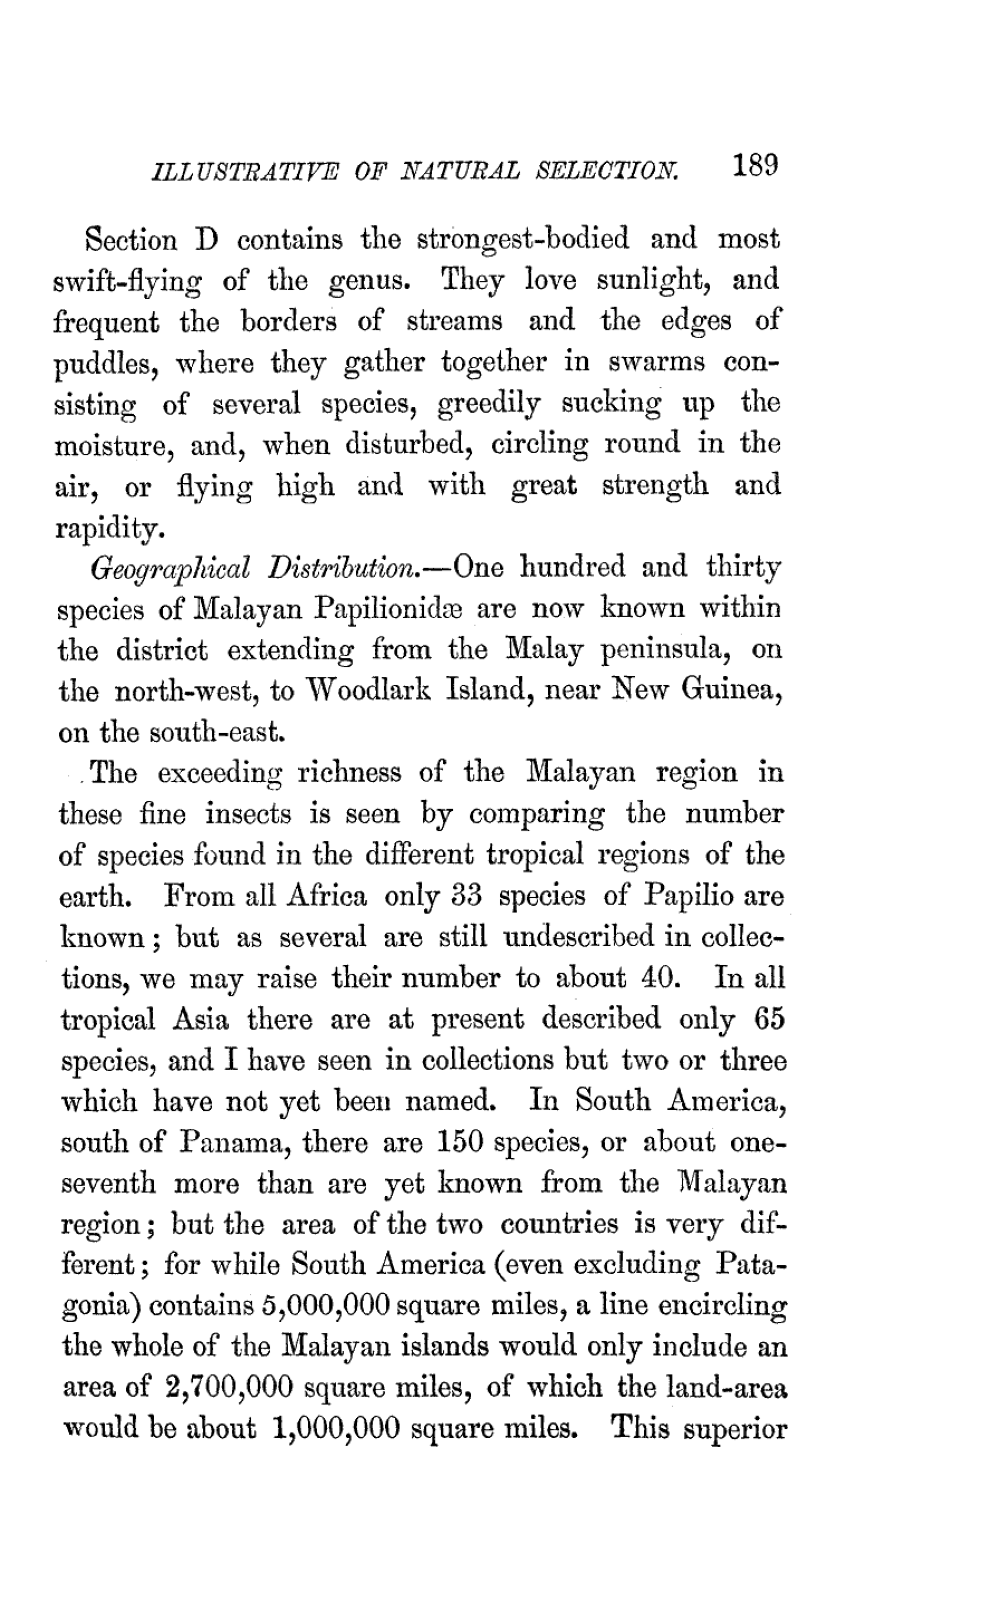 ILLUSTRATIVE OF NATURAL SELECTION. 189
Section D contains the strongest-bodied and most
swift-flying of the genus. They love sunlight, and
frequent the borders of streams and the edges of
puddles, where they gather together in swarms con-
sisting of several species, greedily sucking up the
moisture, and, when disturbed, circling round in the
air, or flying high and with great strength and
rapidity.
Geographical Distribution.—One hundred and thirty
species of Malayan Papilionidæ are now known within
the district extending from the Malay peninsula, on
the north-west, to Woodlark Island, near New Guinea,
on the south-east.
The exceeding richness of the Malayan region in
these fine insects is seen by comparing the number
of species found in the different tropical regions of the
earth. From all Africa only 33 species of Papilio are
known; but as several are still undescribed in collec-
tions, we may raise their number to about 40. In all
tropical Asia there are at present described only 65
species, and I have seen in collections but two or three
which have not yet been named. In South America,
south of Panama, there are 150 species, or about one-
seventh more than are yet known from the Malayan
region; but the area of the two countries is very dif-
ferent; for while South America (even excluding Pata-
gonia) contains 5,000,000 square miles, a line encircling
the whole of the Malayan islands would only include an
area of 2,700,000 square miles, of which the land-area
would be about 1,000,000 square miles. This superior